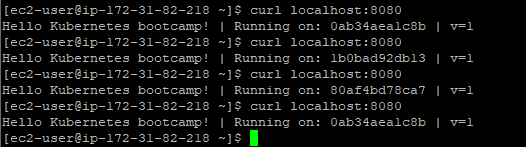 [ec2-user@ip-172-31-82-218 ~]$ curl localhost:8080
Hello Kubernetes bootcamp! | Running on: 0ab34aea1c8b | v=1
[ec2-user@ip-172-31-82-218 ~]$ curl localhost:8080
Hello Kubernetes bootcamp! | Running on: 1b0bad92db13 | v=1
[ec2-user@ip-172-31-82-218 ~]$ curl localhost:8080
Hello Kubernetes bootcamp! | Running on: 80af4bd78ca7 | v=1
[ec2-user@ip-172-31-82-218 ~]$ curl localhost:8080
Hello Kubernetes bootcamp! | Running on: 0ab34aea1c8b | v=1
[ec2-user@ip-172-31-82-218 ~]$